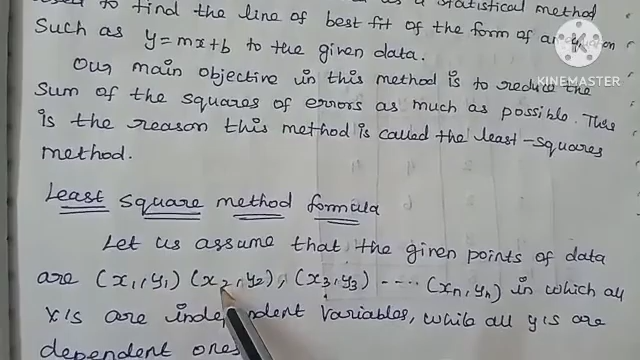 to find the line of best fit of the form of an
such as y=mx+b to the given data.
Our main objective in this method is to reduce the
sum of the squares of errors as much as possible. This
is the reason this method is called the least-squares
method.
Least square method formula
Let us assume that the given points of data
are (x1,y1) (x2,y2), (x3,y3) ---- (xn,yn) in which all
x's are independent variables, while all y's are
dependent ones
KINEMASTER